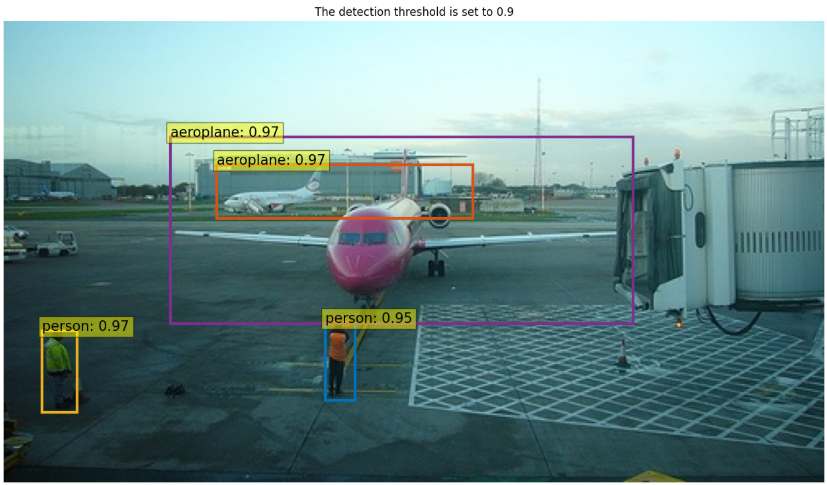 The detection threshold is set to 0.9
aeroplane: 0.97
aeroplane: 0.97
person: 0.95
person: 0.97